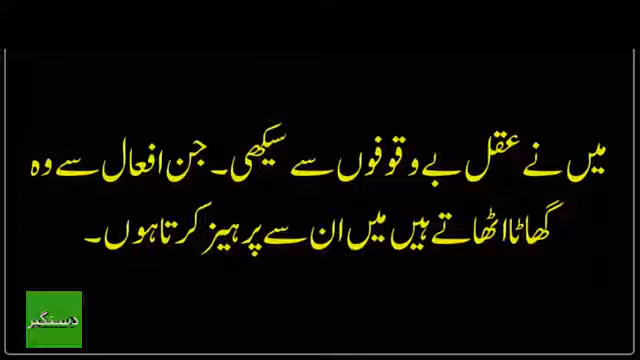 میں نے عقل بے وقوفوں سے سیکھی۔ جن افعال سے وہ
گھاٹا اٹھاتے ہیں میں ان سے پرہیز کرتا ہوں۔
دستگیر